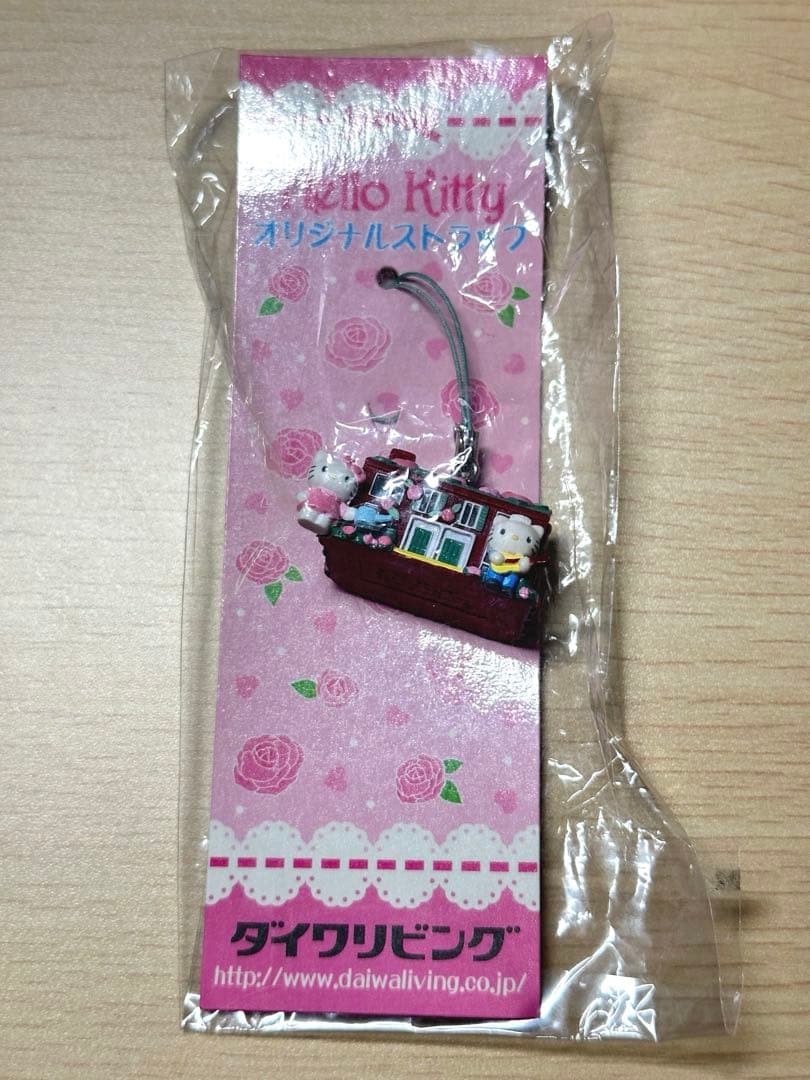 Hello Kitty
オリジナルストラップ
ダイワリビング
http://www.daiwaliving.co.jp/